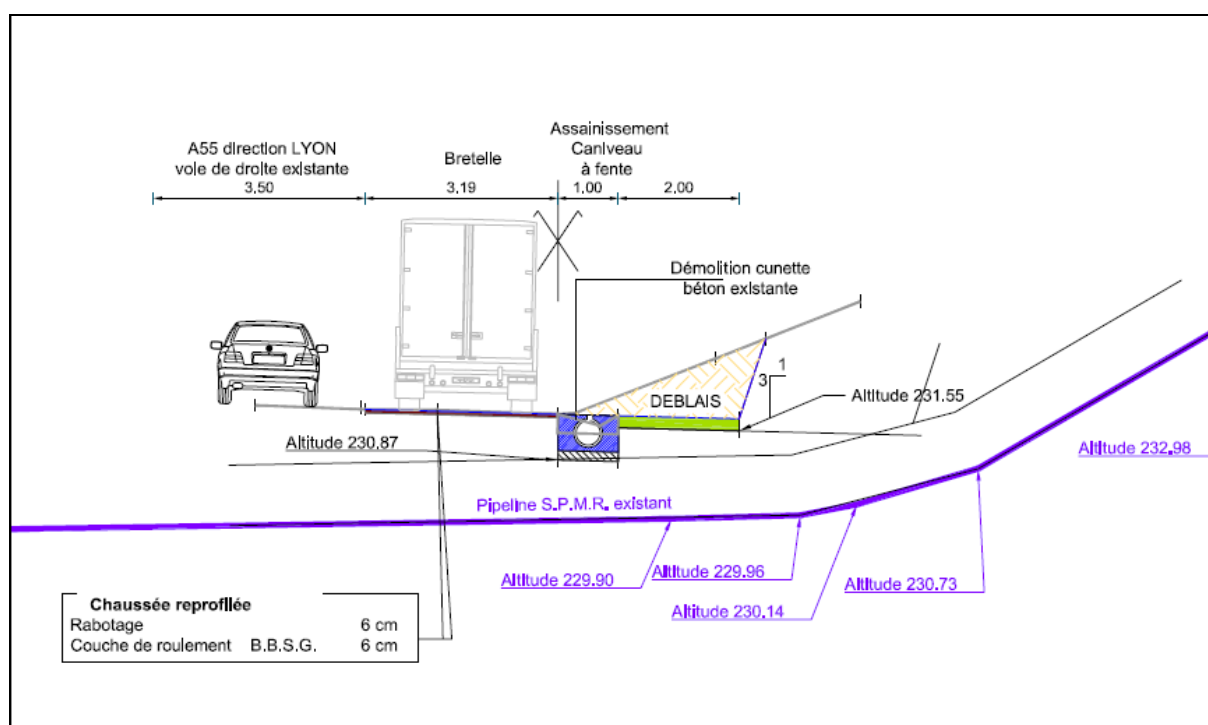 A55 direction LYON
voie de droite existante
3.50
Bretelle
3.19
Assainissement
Caniveau
à fente
1.00
2.00
Démolition cunette
béton existante
DEBLAIS
3
1
Altitude 231.55
Altitude 230.87
Altitude 232.98
Pipeline S.P.M.R. existant
Altitude 229.90
Altitude 229.96
Altitude 230.73
Altitude 230.14
Chaussée reprofilée
Rabotage 6 cm
Couche de roulement B.B.S.G. 6 cm